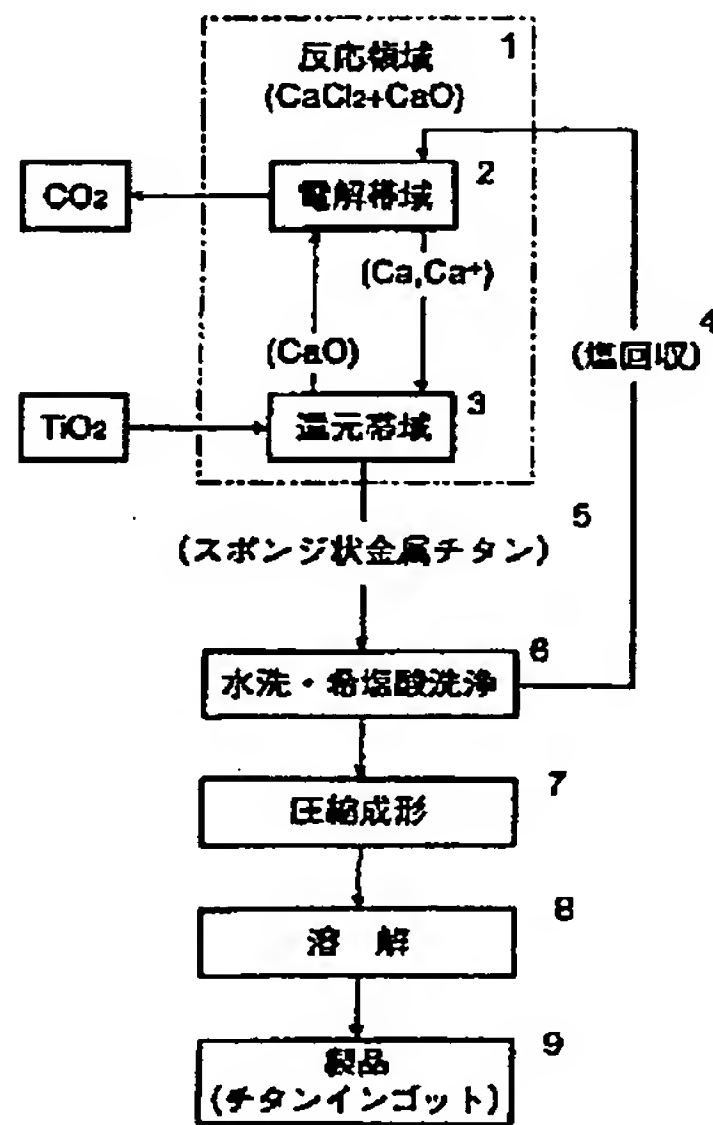 1
反応領域
(CaCl₂+CaO)
2
CO₂
電解帯域
(Ca,Ca⁺)
4
(CaO)
(塩回収)
3
TiO₂
還元帯域
5
(スポンジ状金属チタン)
6
水洗・希塩酸洗浄
7
圧縮成形
8
溶 解
9
製品
(チタンインゴット)